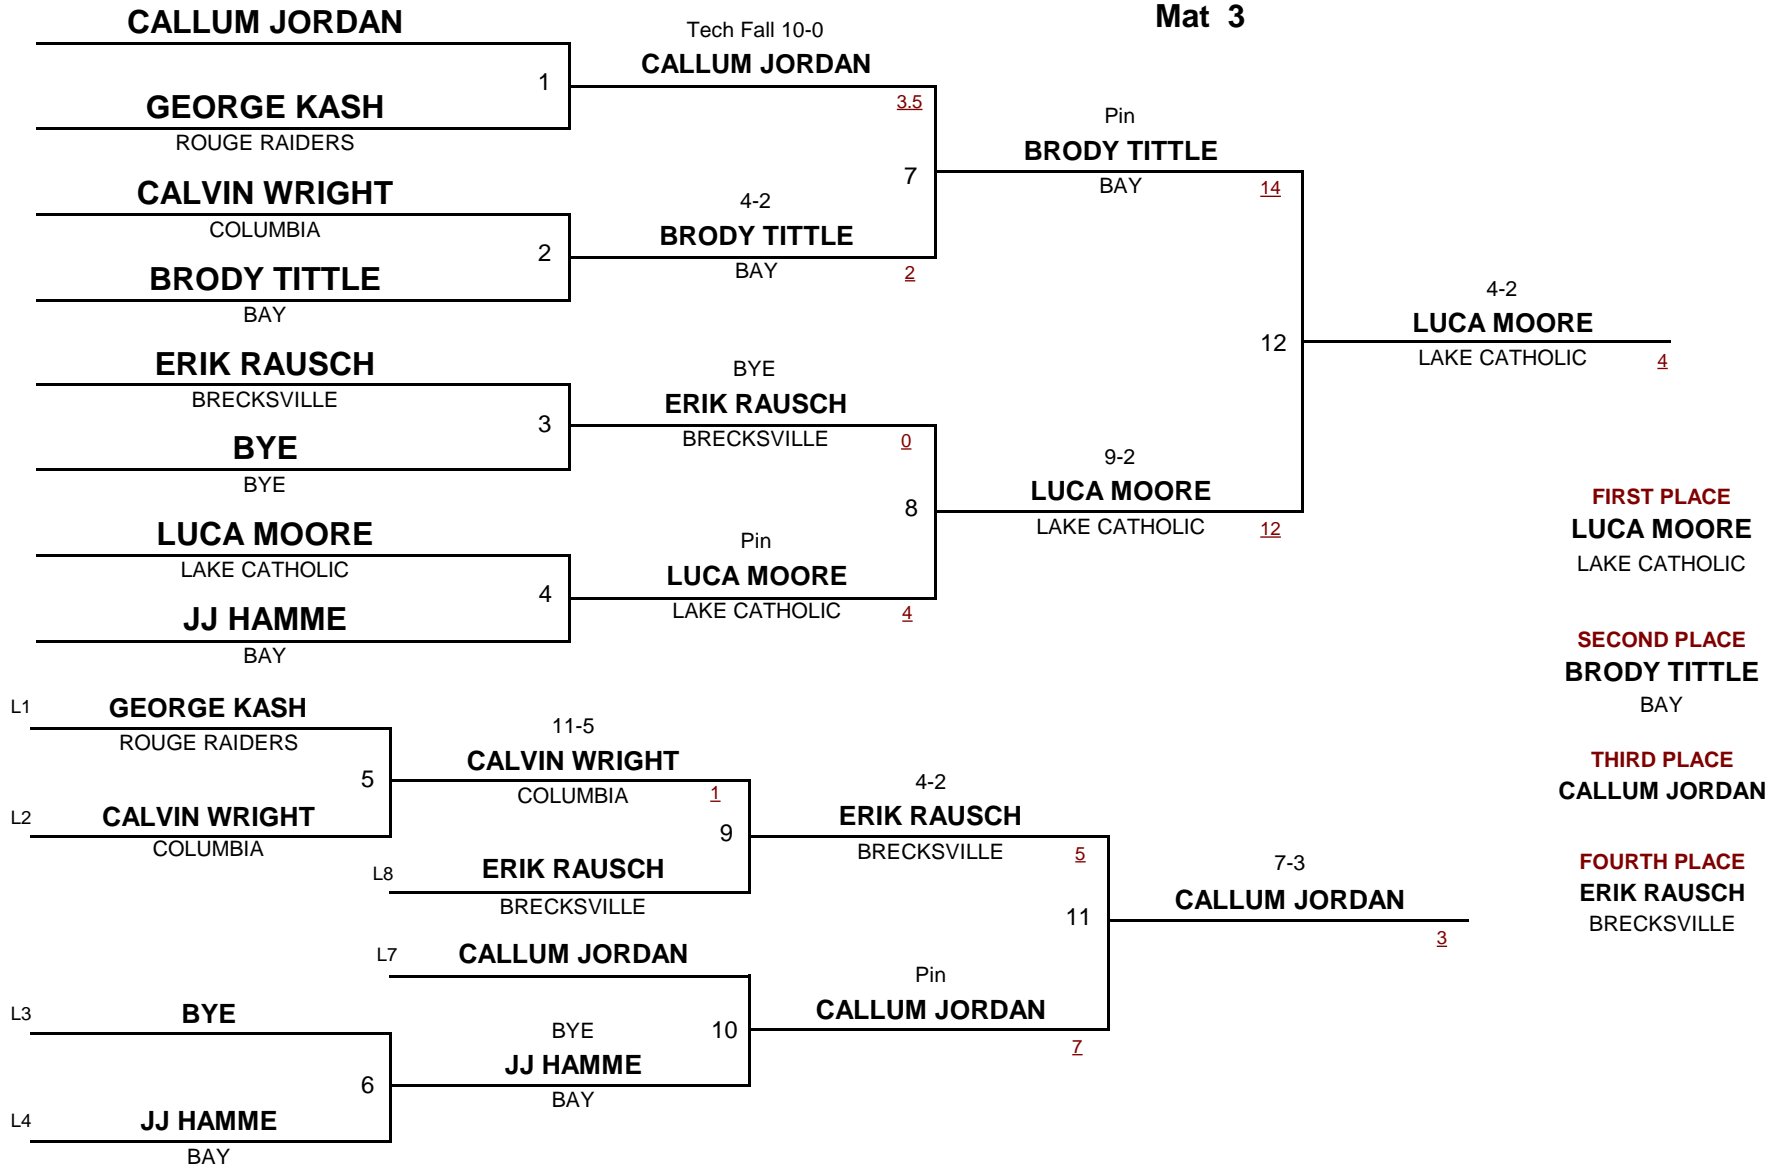 Mat 3
CALLUM JORDAN
1
GEORGE KASH
ROUGE RAIDERS
CALVIN WRIGHT
COLUMBIA
2
BRODY TITTLE
BAY
ERIK RAUSCH
BRECKSVILLE
3
BYE
BYE
LUCA MOORE
LAKE CATHOLIC
4
JJ HAMME
BAY
Tech Fall 10-0
CALLUM JORDAN
3.5
7
4-2
BRODY TITTLE
BAY
2
BYE
ERIK RAUSCH
BRECKSVILLE
0
8
Pin
LUCA MOORE
LAKE CATHOLIC
4
Pin
BRODY TITTLE
BAY
14
12
9-2
LUCA MOORE
LAKE CATHOLIC
12
4-2
LUCA MOORE
LAKE CATHOLIC
4
L1
GEORGE KASH
ROUGE RAIDERS
5
L2
CALVIN WRIGHT
COLUMBIA
L3
BYE
6
L4
JJ HAMME
BAY
11-5
CALVIN WRIGHT
COLUMBIA
1
9
L8
ERIK RAUSCH
BRECKSVILLE
L7
CALLUM JORDAN
10
BYE
JJ HAMME
BAY
4-2
ERIK RAUSCH
BRECKSVILLE
5
11
Pin
CALLUM JORDAN
7
7-3
CALLUM JORDAN
3
FIRST PLACE
LUCA MOORE
LAKE CATHOLIC
SECOND PLACE
BRODY TITTLE
BAY
THIRD PLACE
CALLUM JORDAN
FOURTH PLACE
ERIK RAUSCH
BRECKSVILLE